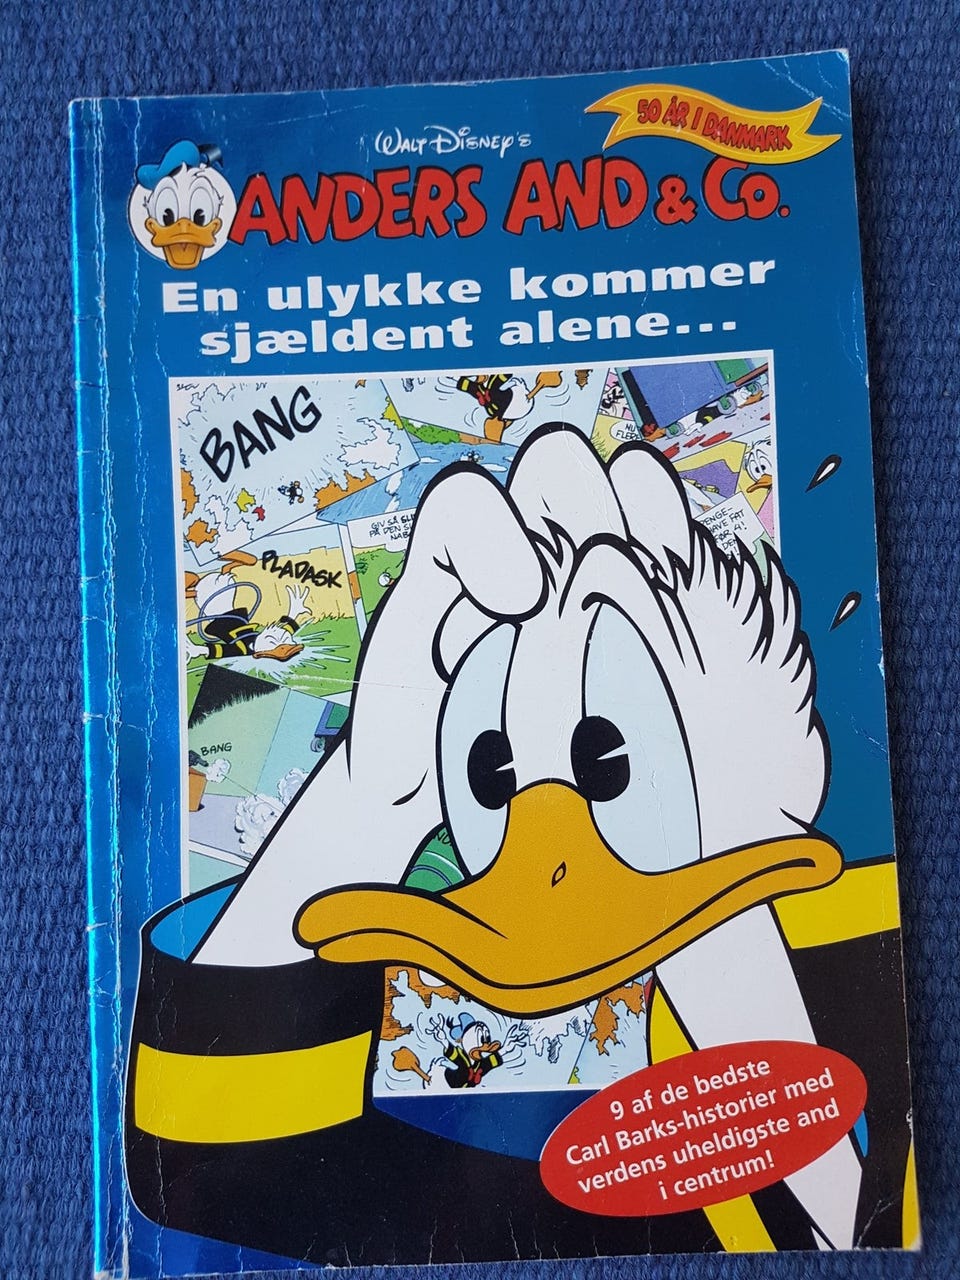 50 ÅR I DANMARK
WALT DISNEY'S
ANDERS AND & Co.
En ulykke kommer
sjældent alene...
BANG
PLADASK
BANG
9 af de bedste
Carl Barks-historier med
verdens uheldigste and
i centrum!